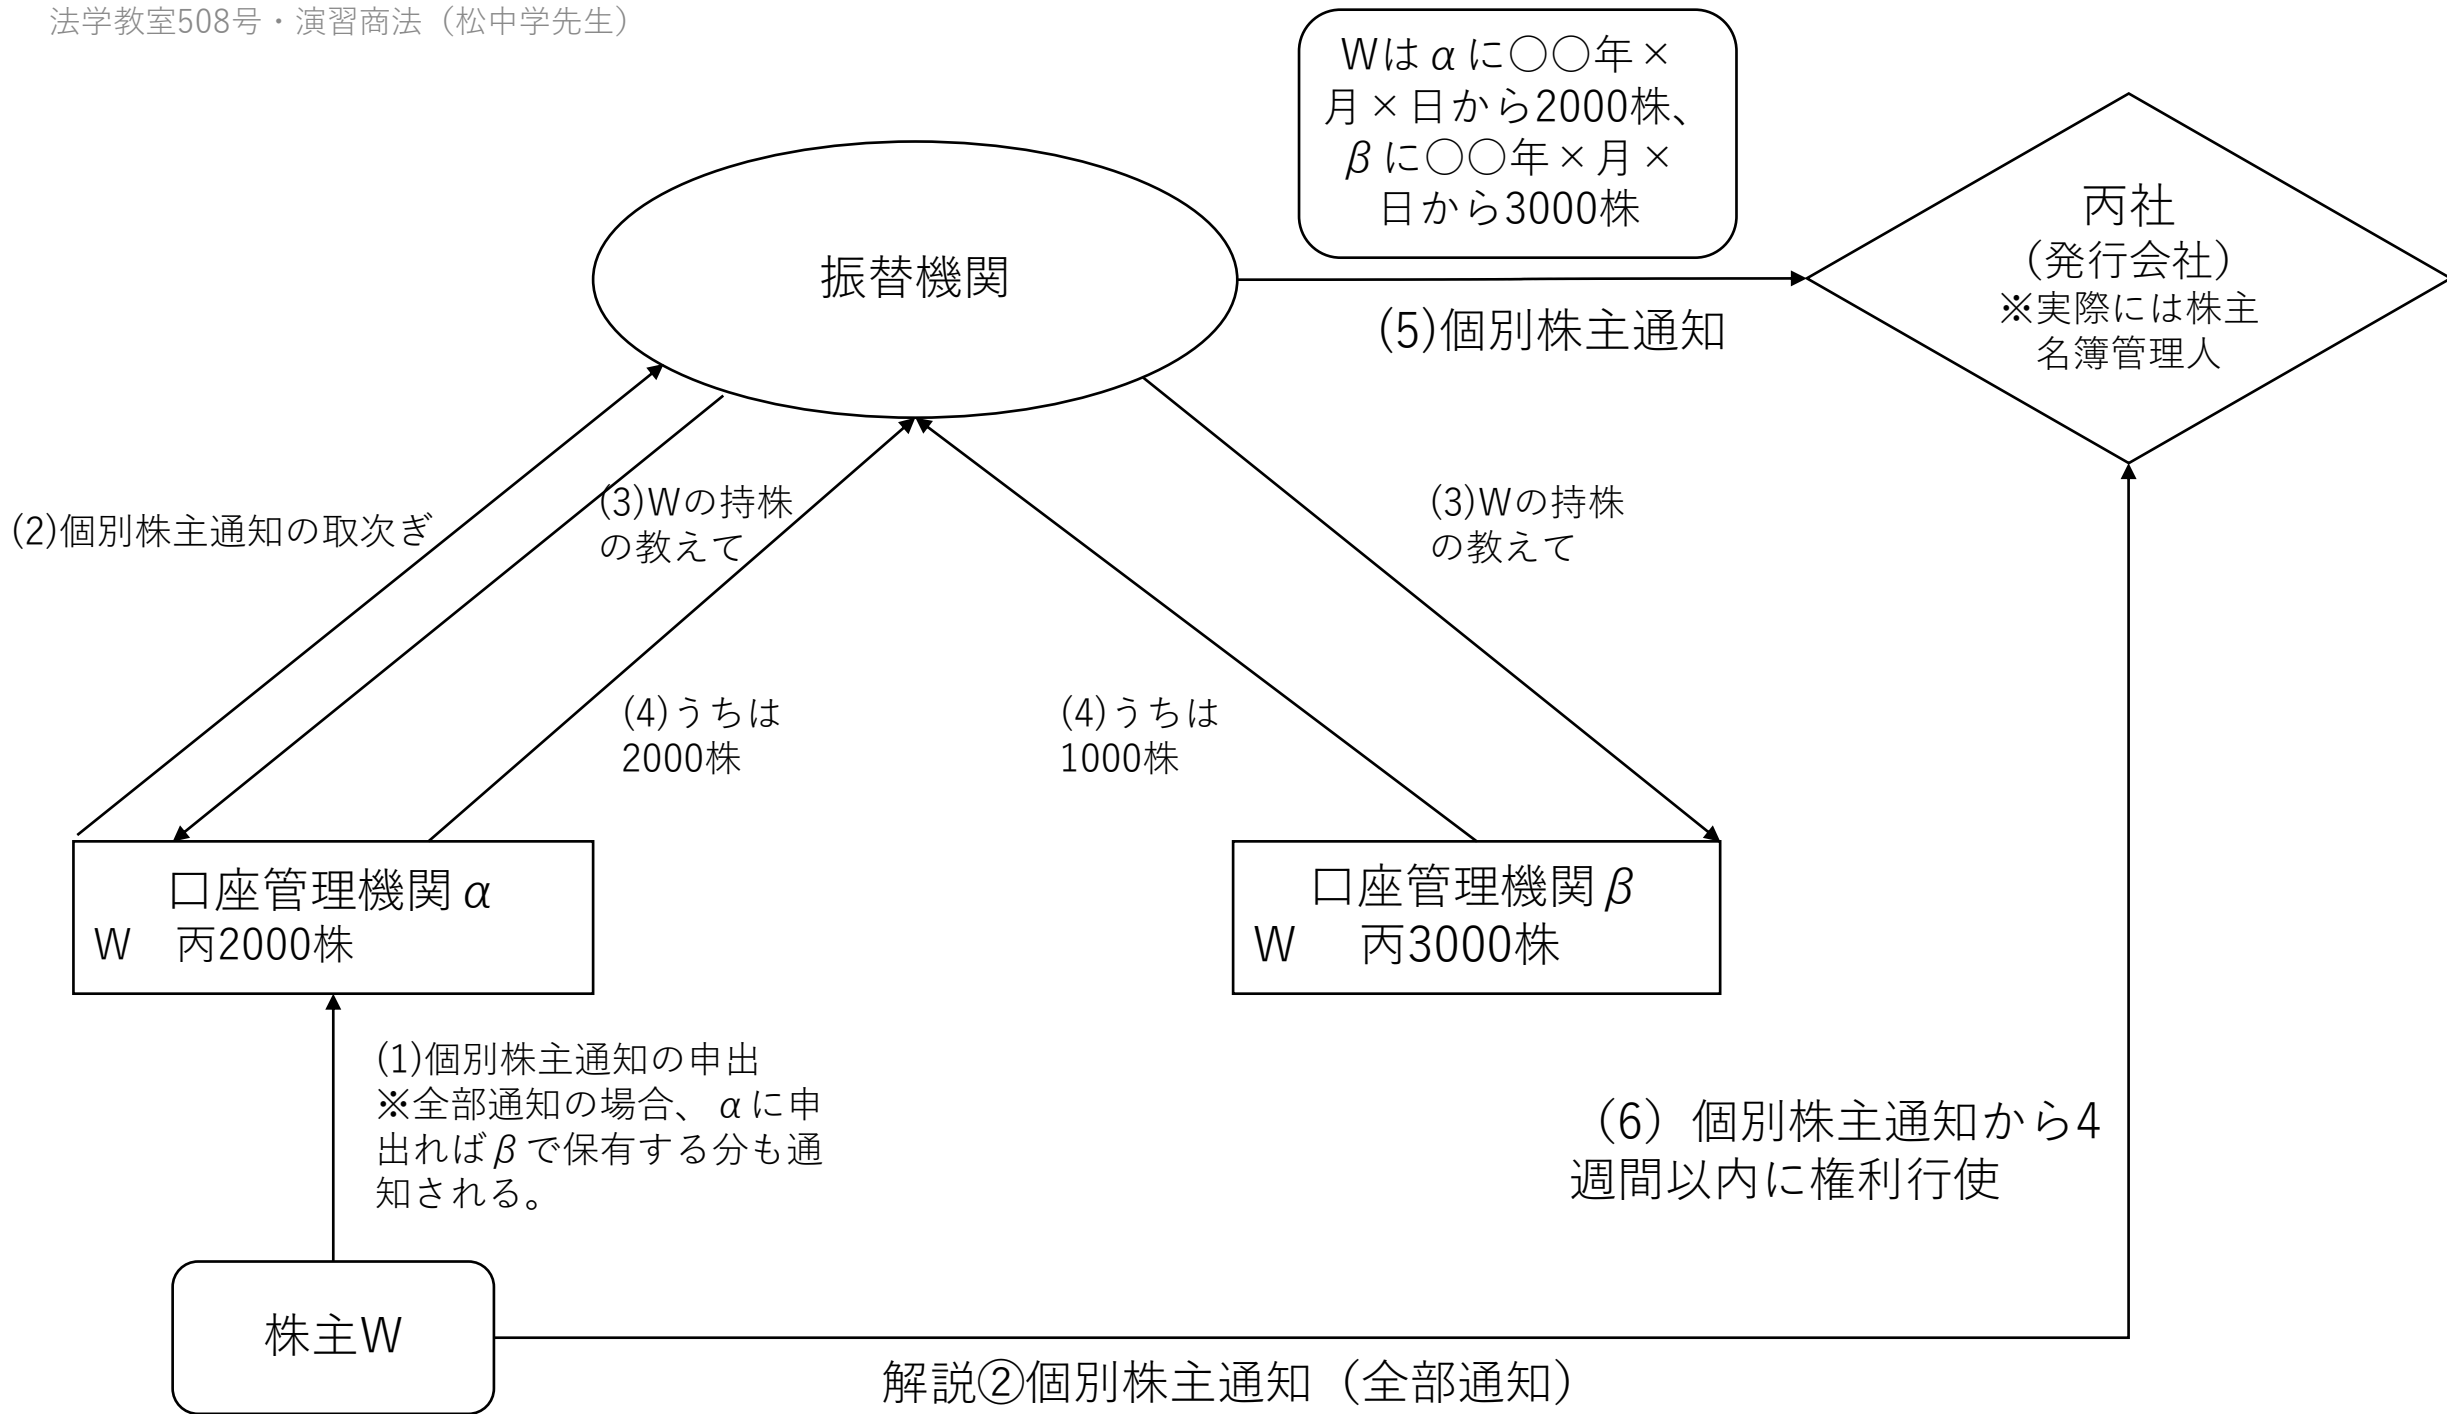 法学教室508号・演習商法（松中学先生）
Wはαに○○年×
月×日から2000株、
βに○○年×月×
日から3000株
丙社
（発行会社）
※実際には株主
名簿管理人
振替機関
(5)個別株主通知
(2)個別株主通知の取次ぎ
(3)Wの持株
の教えて
(3)Wの持株
の教えて
(4)うちは
2000株
(4)うちは
1000株
口座管理機関α
W　丙2000株
口座管理機関β
W　丙3000株
(1)個別株主通知の申出
※全部通知の場合、αに申
出ればβで保有する分も通
知される。
（6）個別株主通知から4
週間以内に権利行使
株主W
解説②個別株主通知（全部通知）